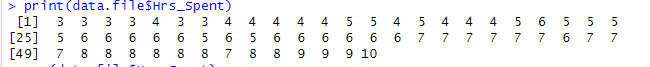 > print(data.file$Hrs_Spent)
[1] 3 3 3 4 3 3 4 4 4 4 4 4 5 5 4 5 4 4 4 5 6 5 5 5
[25] 5 6 6 6 6 6 5 6 5 6 6 6 6 6 6 7 7 7 7 7 7 6 7 7
[49] 7 8 8 8 8 8 8 7 8 8 9 9 9 10